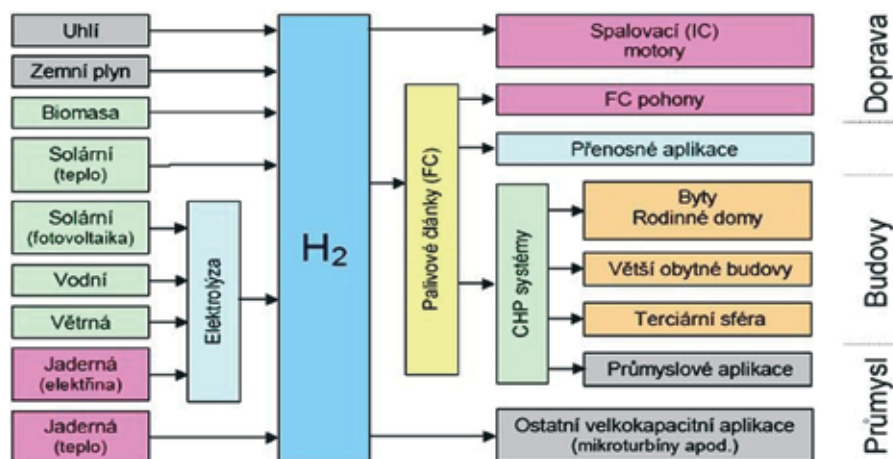 Uhlí
Zemní plyn
Biomasa
Solární
(teplo)
Solární
(fotovoltaika)
Vodní
Větrná
Jaderná
(elektřina)
Jaderná
(teplo)
Elektrolýza
H₂
Palivové články (FC)
CHP systémy
Spalovací (IC)
motory
FC pohony
Přenosné aplikace
Byty
Rodinné domy
Větší obytné budovy
Terciární sféra
Průmyslové aplikace
Ostatní velkokapacitní aplikace
(mikroturbíny apod.)
Doprava
Budovy
Průmysl